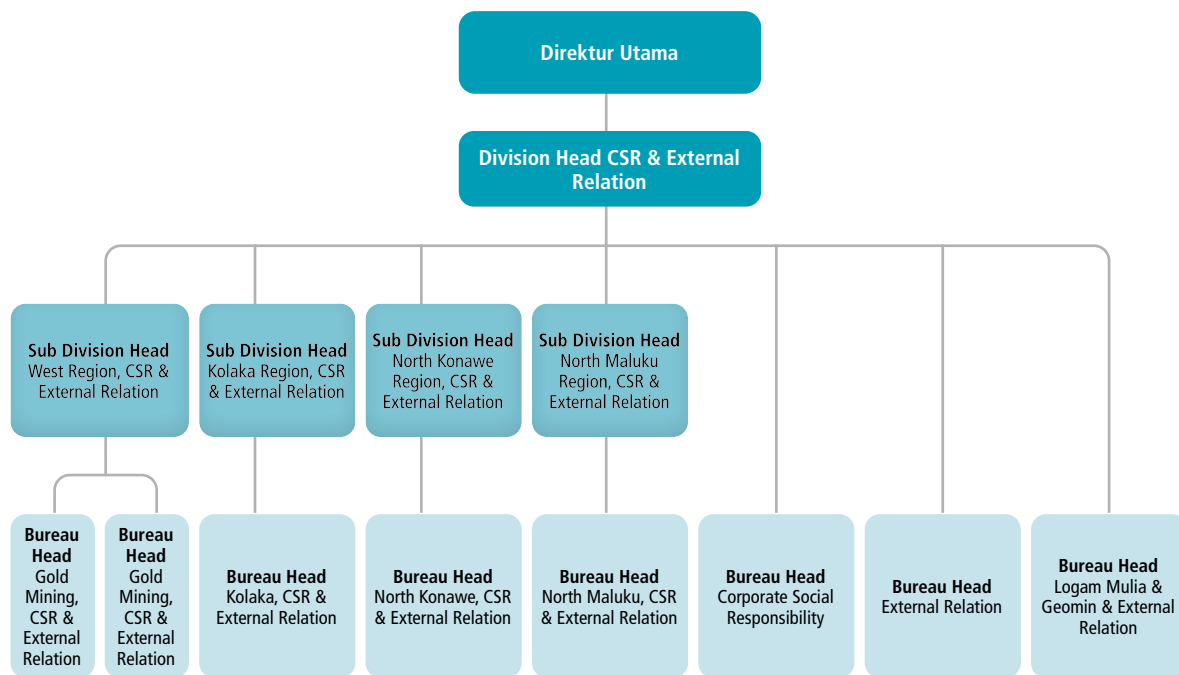 Direktur Utama
Division Head CSR & External
Relation
Sub Division Head
West Region, CSR &
External Relation
Sub Division Head
Kolaka Region, CSR
& External Relation
Sub Division Head
North Konawe
Region, CSR &
External Relation
Sub Division Head
North Maluku
Region, CSR &
External Relation
Bureau
Head
Gold
Mining,
CSR &
External
Relation
Bureau
Head
Gold
Mining,
CSR &
External
Relation
Bureau Head
Kolaka, CSR &
External Relation
Bureau Head
North Konawe, CSR
& External Relation
Bureau Head
North Maluku, CSR
& External Relation
Bureau Head
Corporate Social
Responsibility
Bureau Head
External Relation
Bureau Head
Logam Mulia &
Geomin & External
Relation